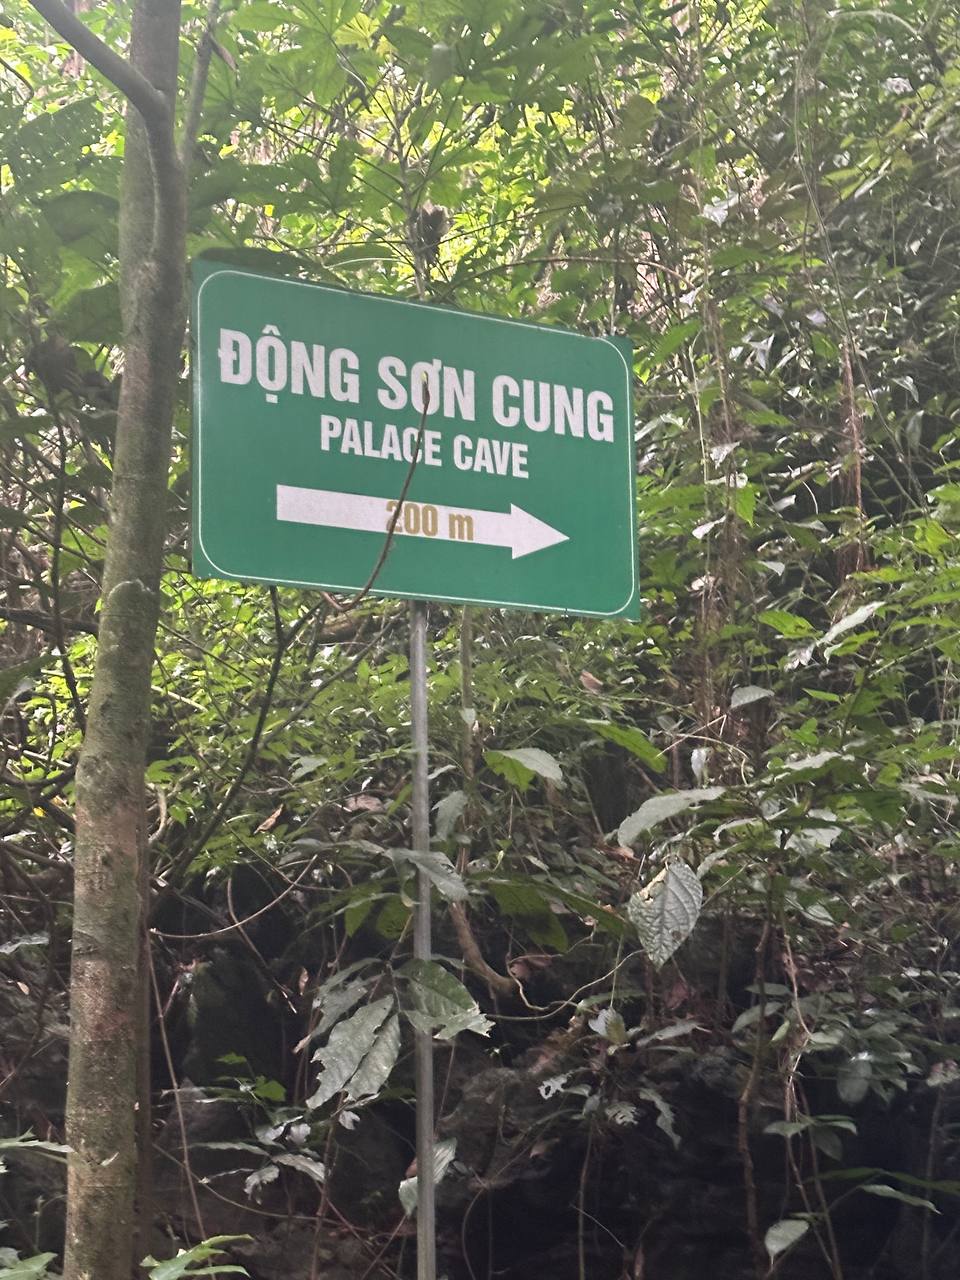 ĐỘNG SƠN CUNG
PALACE CAVE
200 m